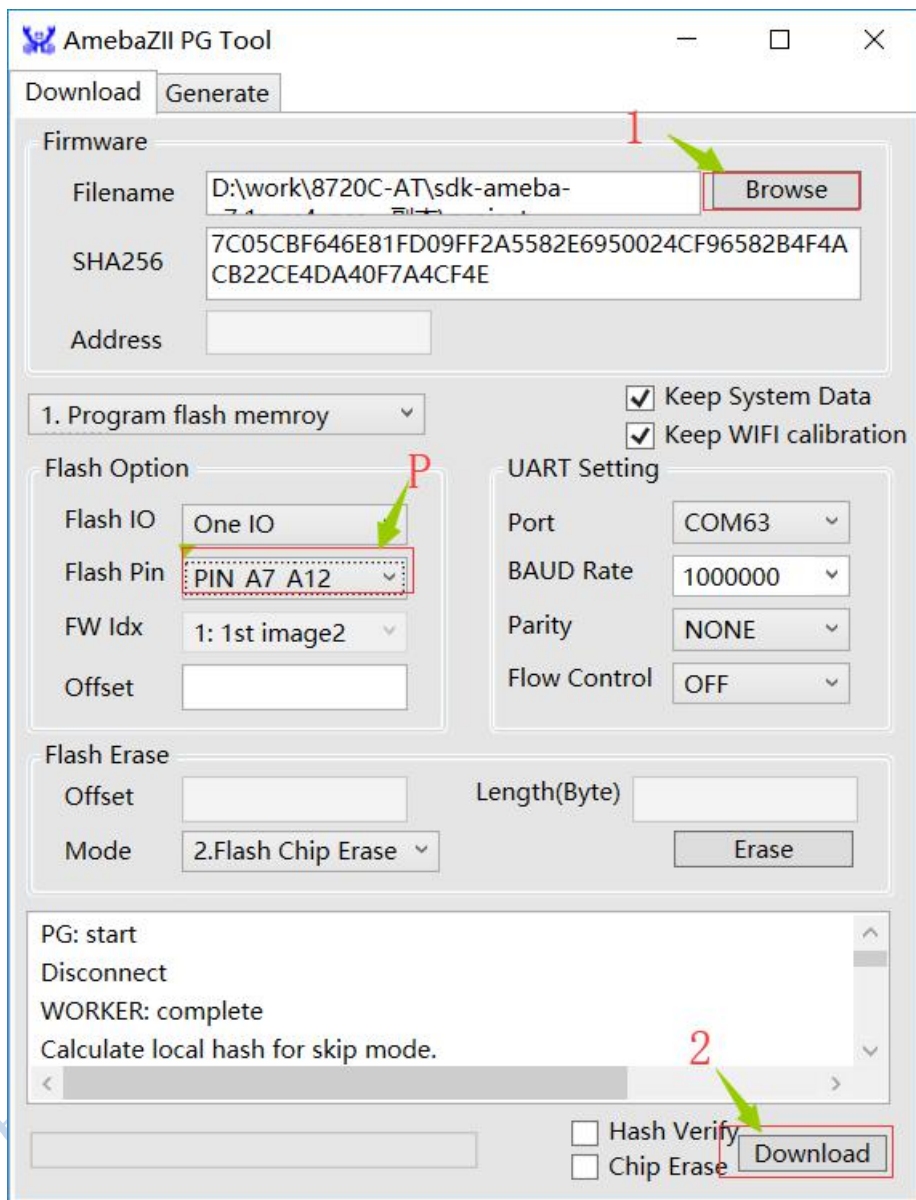 AmebaZII PG Tool
Download Generate
Firmware
1
Filename D:\work\8720C-AT\sdk-ameba- Browse
SHA256 7C05CBF646E81FD09FF2A5582E6950024CF96582B4F4A
CB22CE4DA40F7A4CF4E
Address
1. Program flash memroy
Keep System Data
Keep WIFI calibration
Flash Option
P
Flash IO One IO
Flash Pin PIN_A7_A12
FW Idx 1: 1st image2
Offset
UART Setting
Port COM63
BAUD Rate 1000000
Parity NONE
Flow Control OFF
Flash Erase
Offset Length(Byte)
Mode 2.Flash Chip Erase Erase
PG: start
Disconnect
WORKER: complete
Calculate local hash for skip mode.
2
Hash Verify
Chip Erase
Download